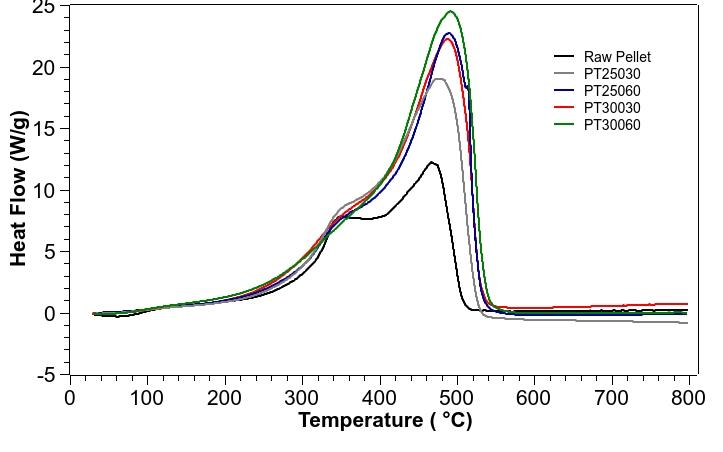 25
20
15
10
5
0
-5
Heat Flow (W/g)
Raw Pellet
PT25030
PT25060
PT30030
PT30060
0 100 200 300 400 500 600 700 800
Temperature ( °C)